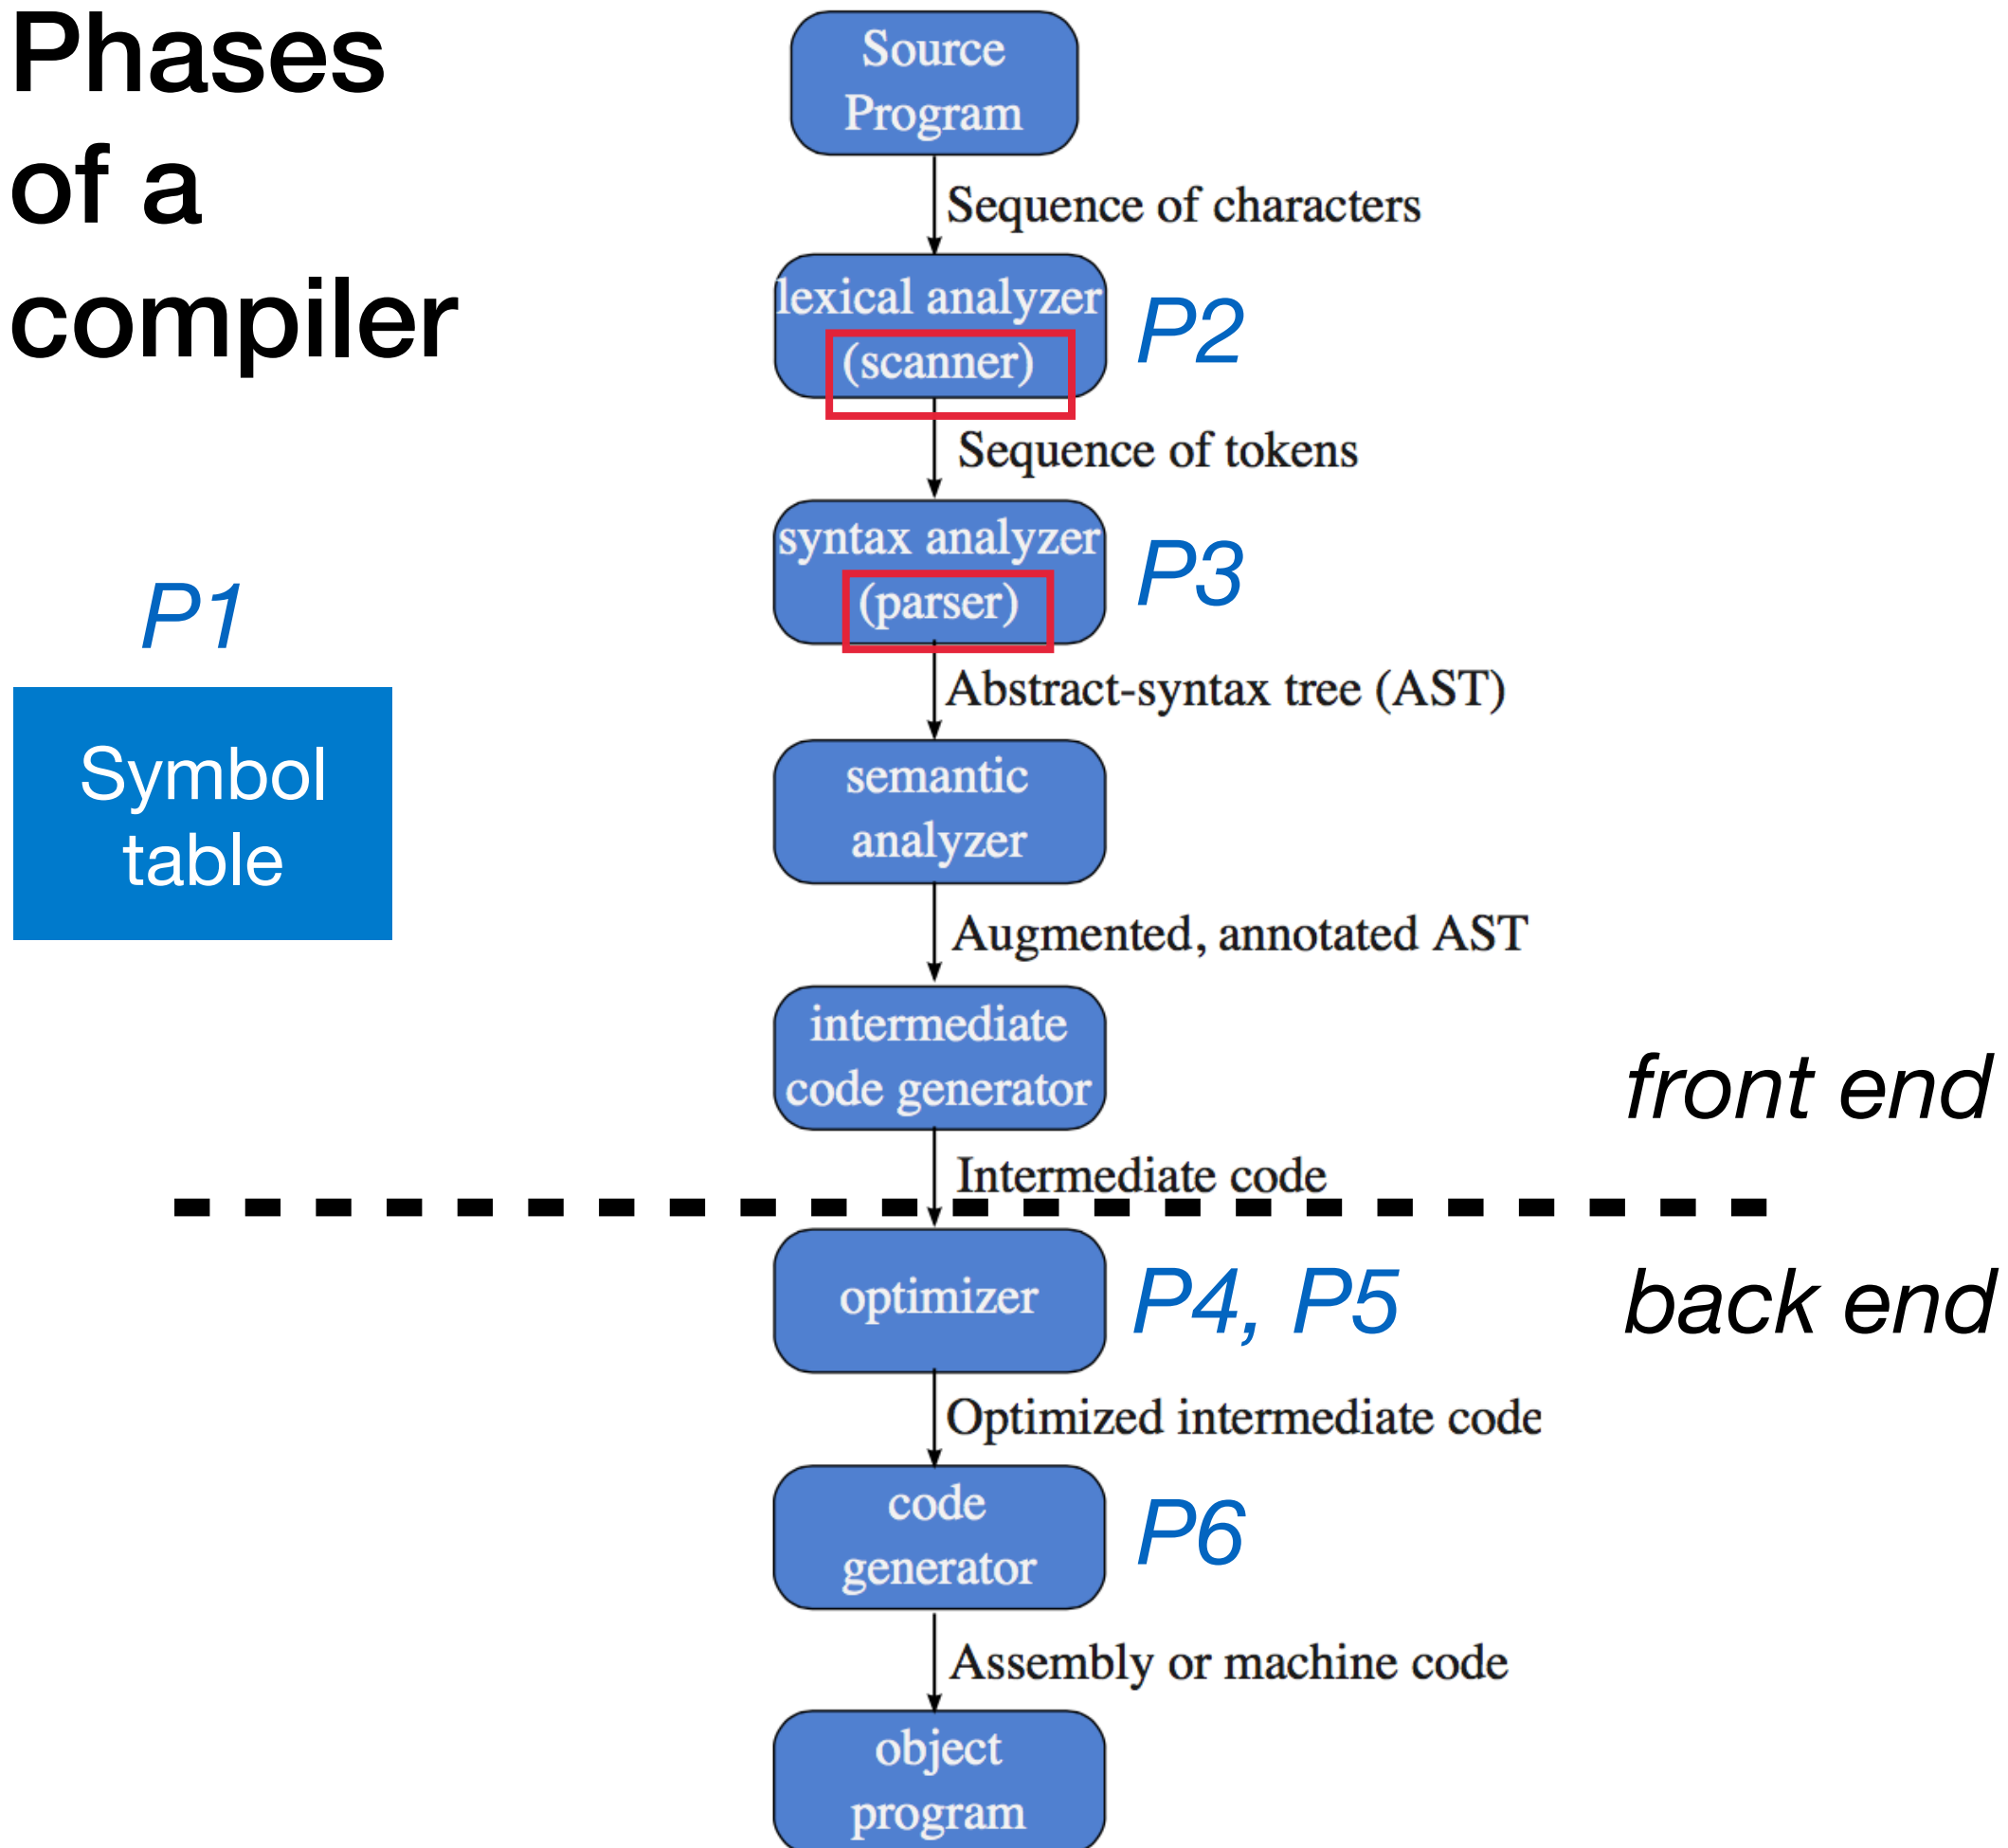 Phases
of a
compiler
Source
Program
Sequence of characters
lexical analyzer
(scanner)
P2
Sequence of tokens
syntax analyzer
(parser)
P3
P1
Symbol
table
Abstract-syntax tree (AST)
semantic
analyzer
Augmented, annotated AST
intermediate
code generator
front end
Intermediate code
optimizer
P4, P5
back end
Optimized intermediate code
code
generator
P6
Assembly or machine code
object
program